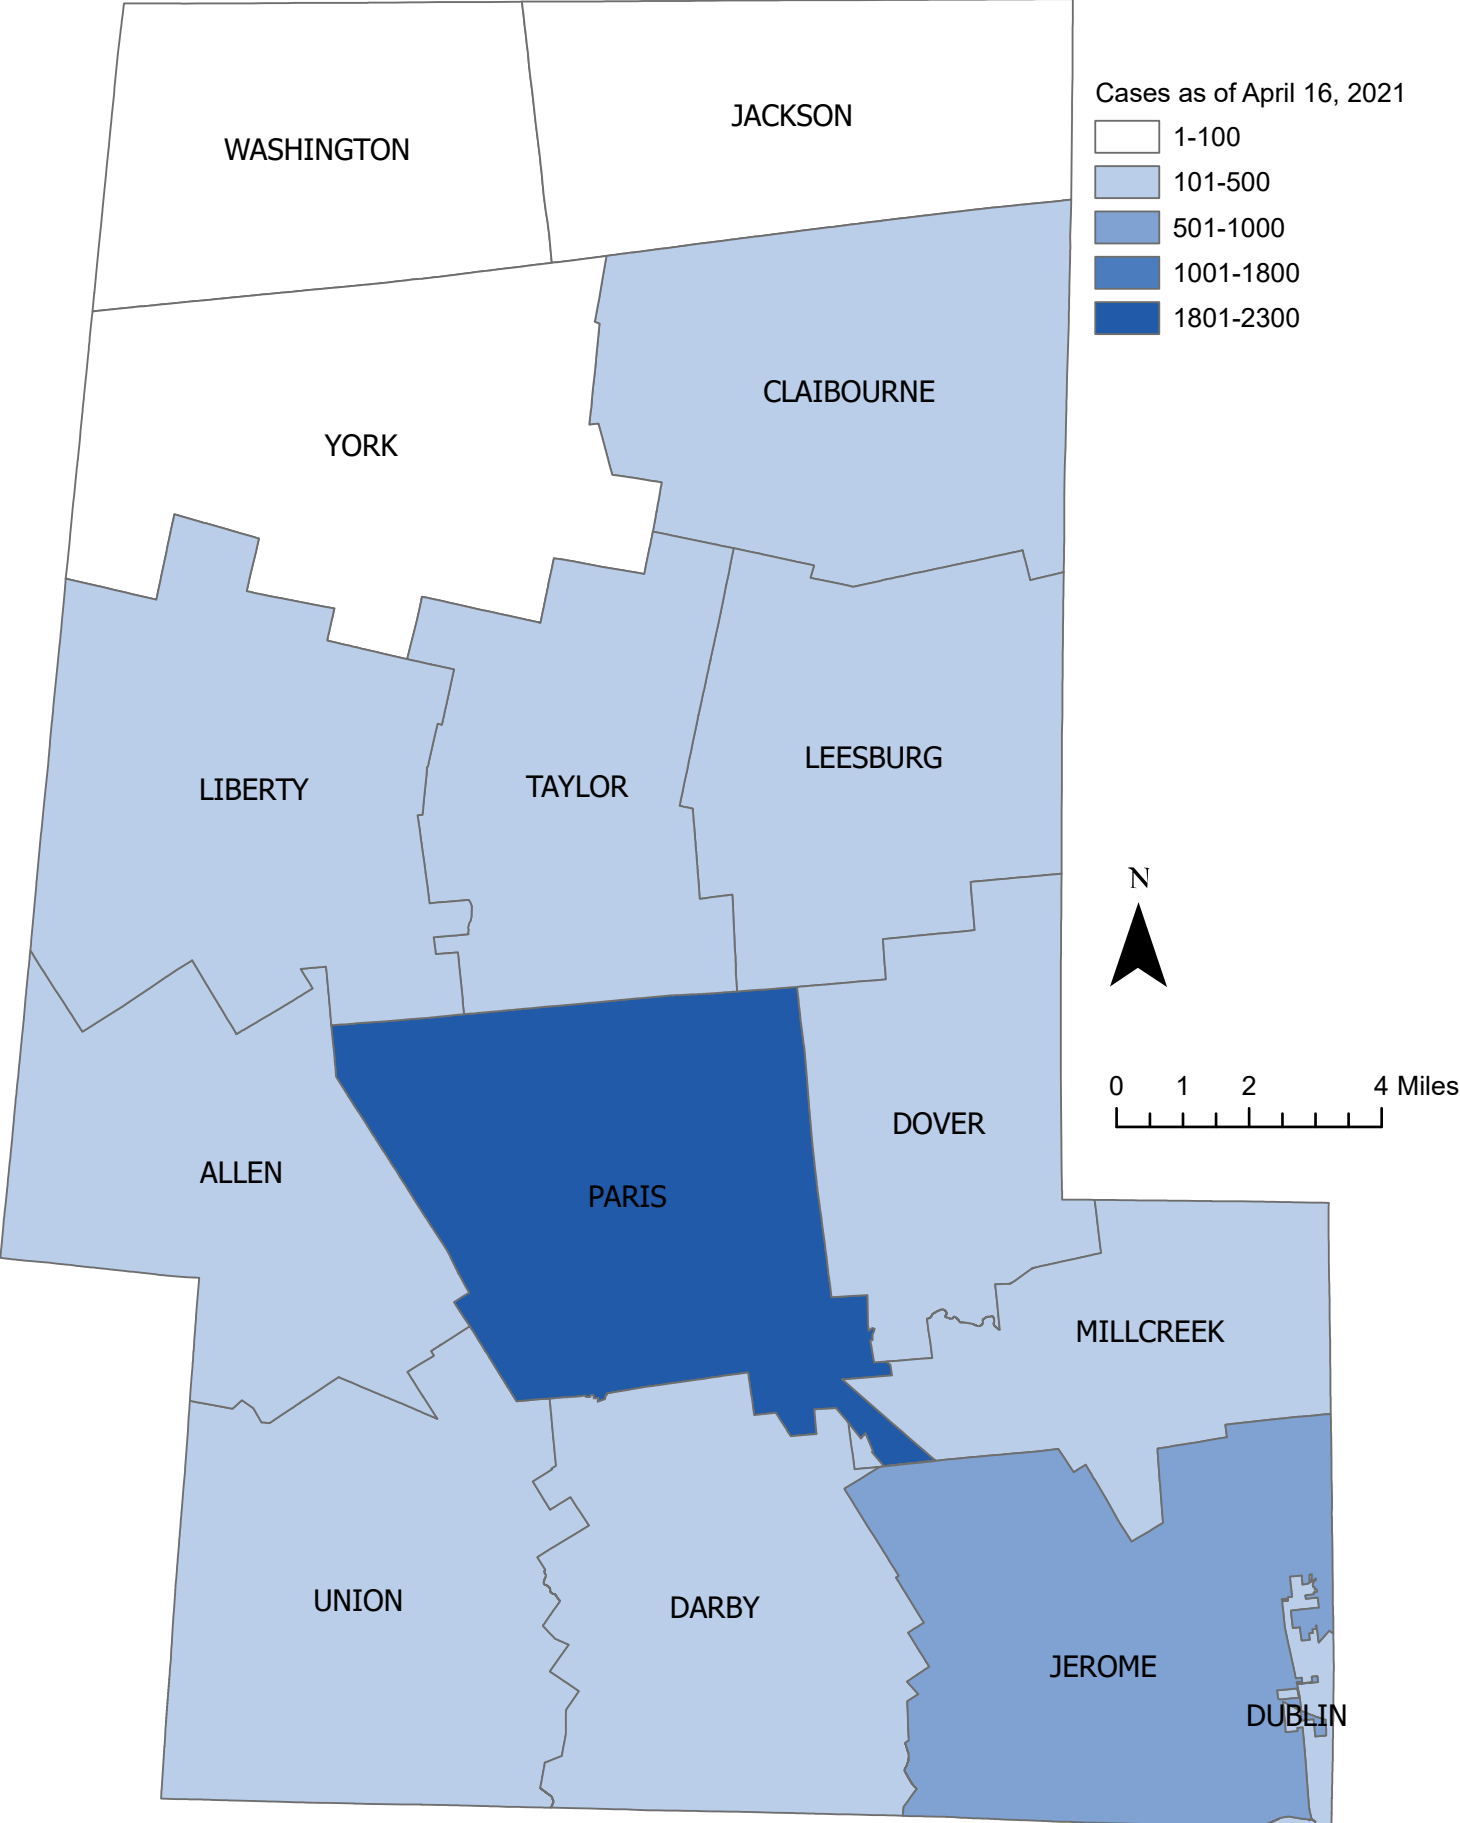 Cases as of April 16, 2021
1-100
101-500
501-1000
1001-1800
1801-2300
WASHINGTON
JACKSON
YORK
CLAIBOURNE
LIBERTY
TAYLOR
LEESBURG
N
0 1 2 4 Miles
ALLEN
PARIS
DOVER
MILLCREEK
UNION
DARBY
JEROME
DUBLIN